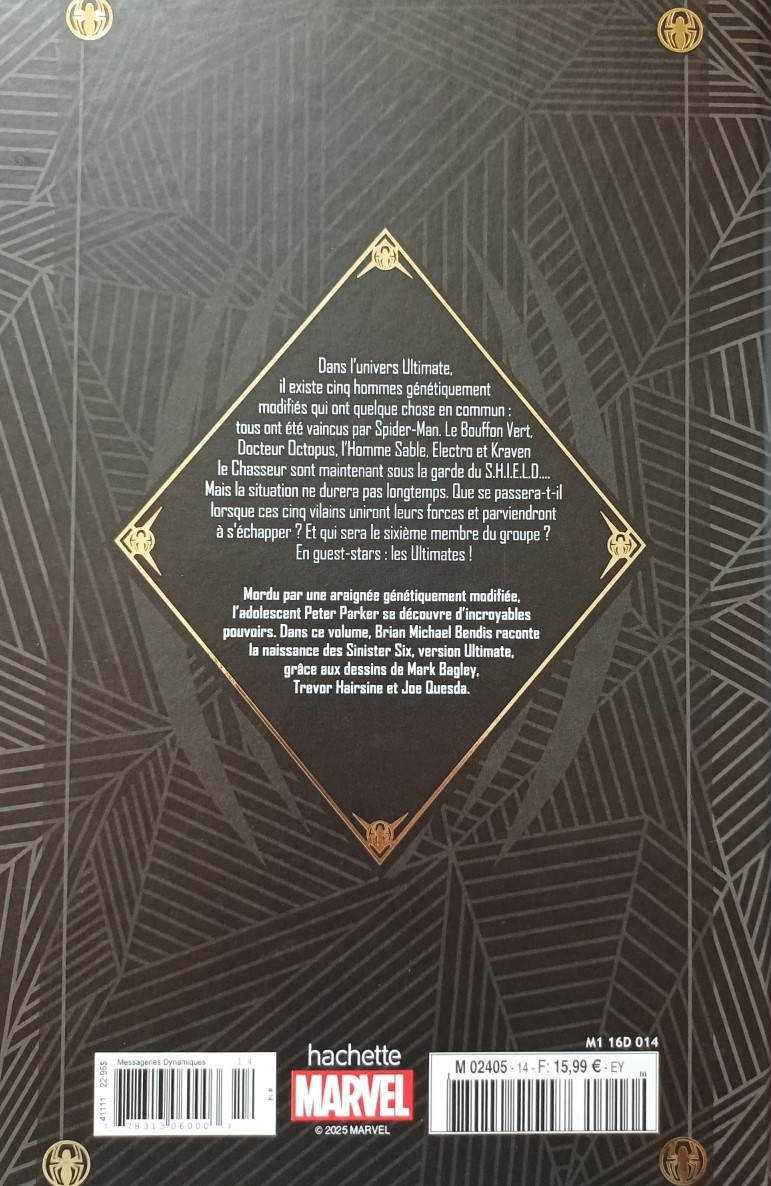 Dans l'univers Ultimate,
il existe cinq hommes génétiquement
modifiés qui ont quelque chose en commun :
tous ont été vaincus par Spider-Man. Le Bouffon Vert,
Docteur Octopus, l'Homme Sable, Electro et Kraven
le Chasseur sont maintenant sous la garde du S.H.I.E.L.D....
Mais la situation ne durera pas longtemps. Que se passera-t-il
lorsque ces cinq vilains uniront leurs forces et parviendront
à s'échapper ? Et qui sera le sixième membre du groupe ?
En guest-stars : les Ultimates !
Mordu par une araignée génétiquement modifiée,
l'adolescent Peter Parker se découvre d'incroyables
pouvoirs. Dans ce volume, Brian Michael Bendis raconte
la naissance des Sinister Six, version Ultimate,
grâce aux dessins de Mark Bagley,
Trevor Hairsine et Joe Quesda.
M1 16D 014
Messageries Dynamiques 14
41111 22,95$
#14
78313 06000
hachette
MARVEL
© 2025 MARVEL
M 02405 - 14 - F: 15,99 € - EY